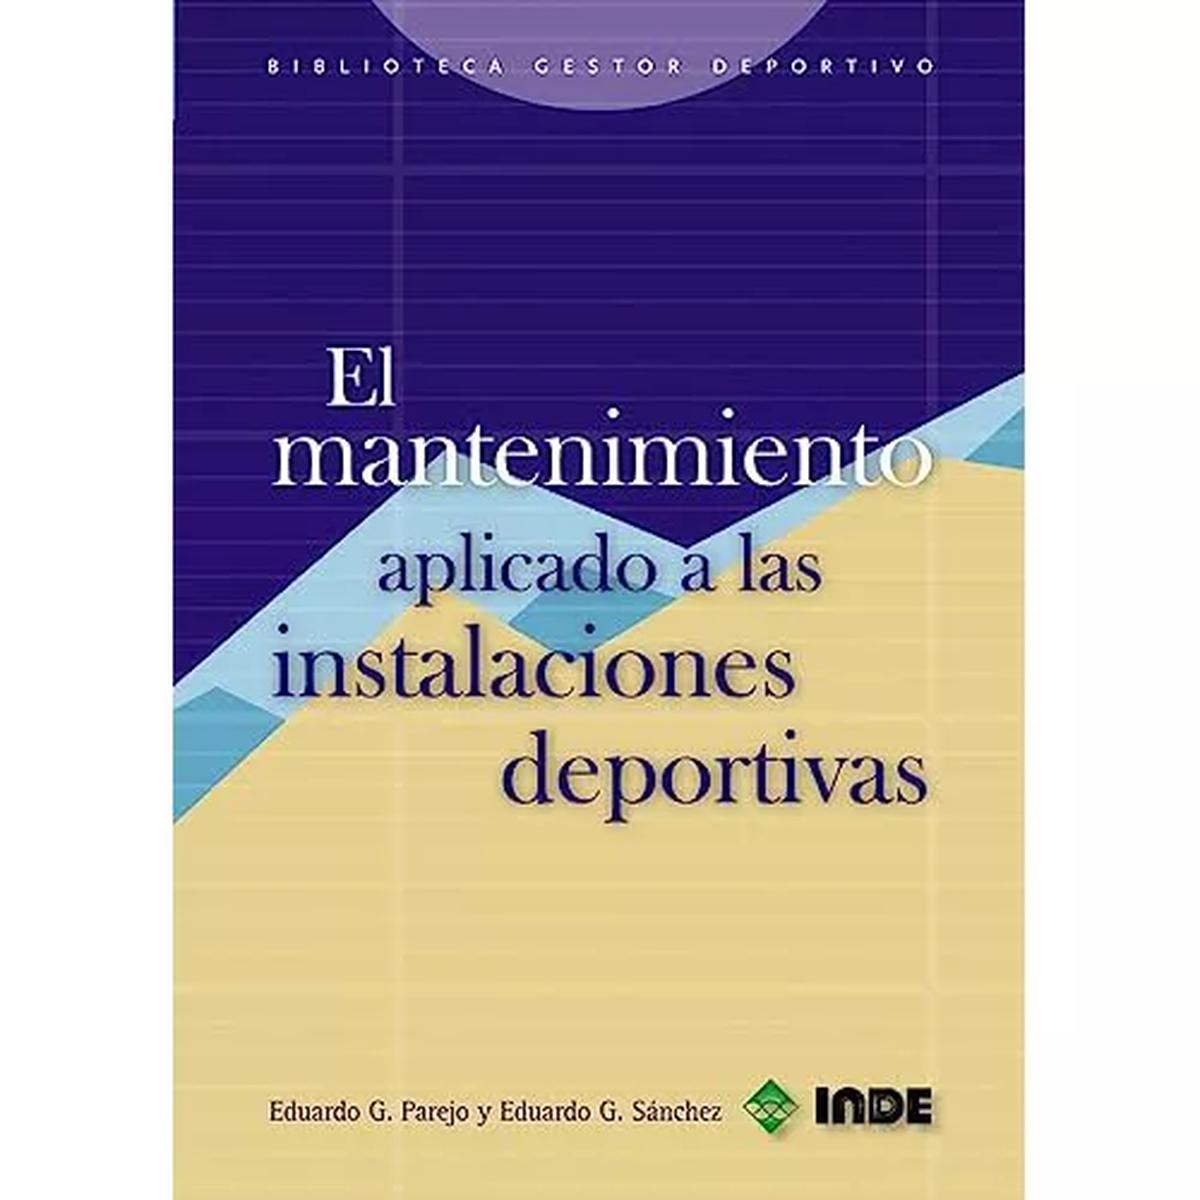 BIBLIOTECA GESTOR DEPORTIVO
El
mantenimiento
aplicado a las
instalaciones
deportivas
Eduardo G. Parejo y Eduardo G. Sánchez
INDE